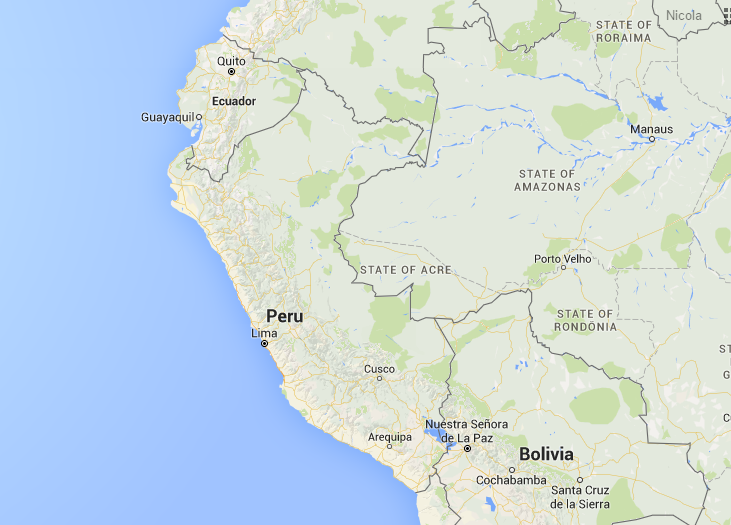 Nicola
STATE OF
RORAIMA
Quito
Ecuador
Guayaquil
Manaus
STATE OF
AMAZONAS
Porto Velho
STATE OF ACRE
Peru
STATE OF
RONDÔNIA
Lima
ST
G
Cusco
C
Nuestra Señora
de La Paz
Arequipa
Bolivia
Cochabamba
Santa Cruz
de la Sierra